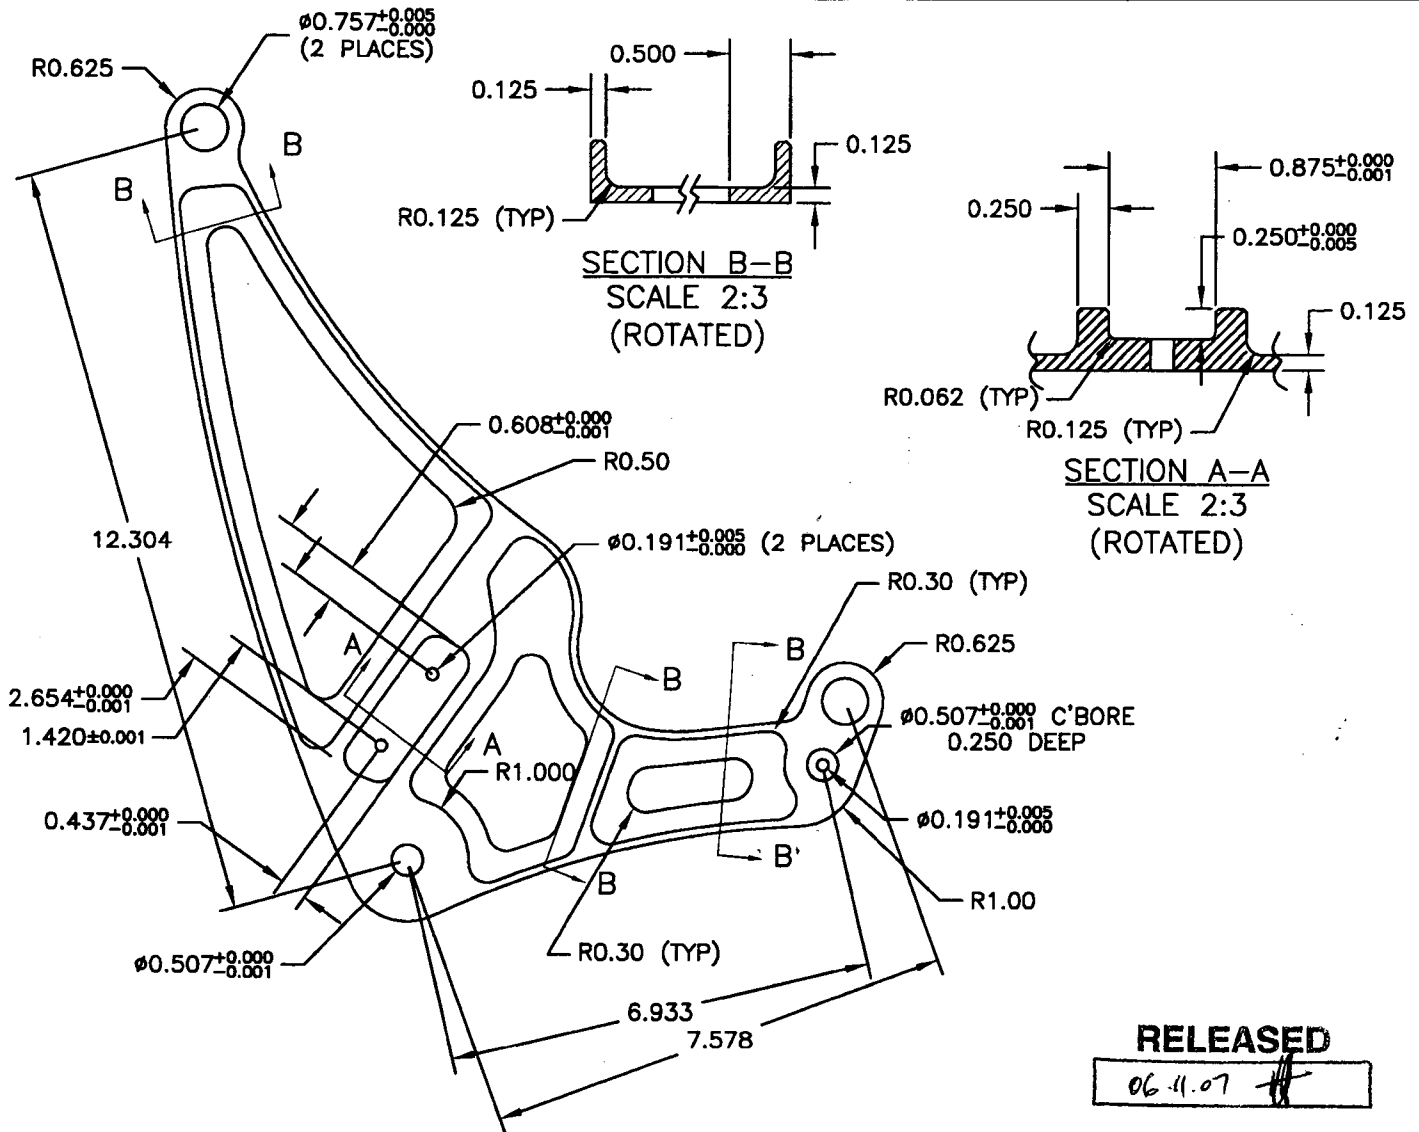 ø0.757+0.005 -0.000
(2 PLACES)
R0.625
0.500
0.125
0.125
R0.125 (TYP)
SECTION B-B
SCALE 2:3
(ROTATED)
0.875+0.000 -0.001
0.250
0.250+0.000 -0.005
0.125
R0.062 (TYP)
R0.125 (TYP)
SECTION A-A
SCALE 2:3
(ROTATED)
B
B
0.608+0.000 -0.001
R0.50
12.304
ø0.191+0.005 -0.000 (2 PLACES)
R0.30 (TYP)
A
B
B
R0.625
2.654+0.000 -0.001
1.420±0.001
A
R1.000
ø0.507+0.000 -0.001 C'BORE
0.250 DEEP
0.437+0.000 -0.001
ø0.191+0.005 -0.000
B
B
R1.00
ø0.507+0.000 -0.001
R0.30 (TYP)
6.933
7.578
RELEASED
06.11.07